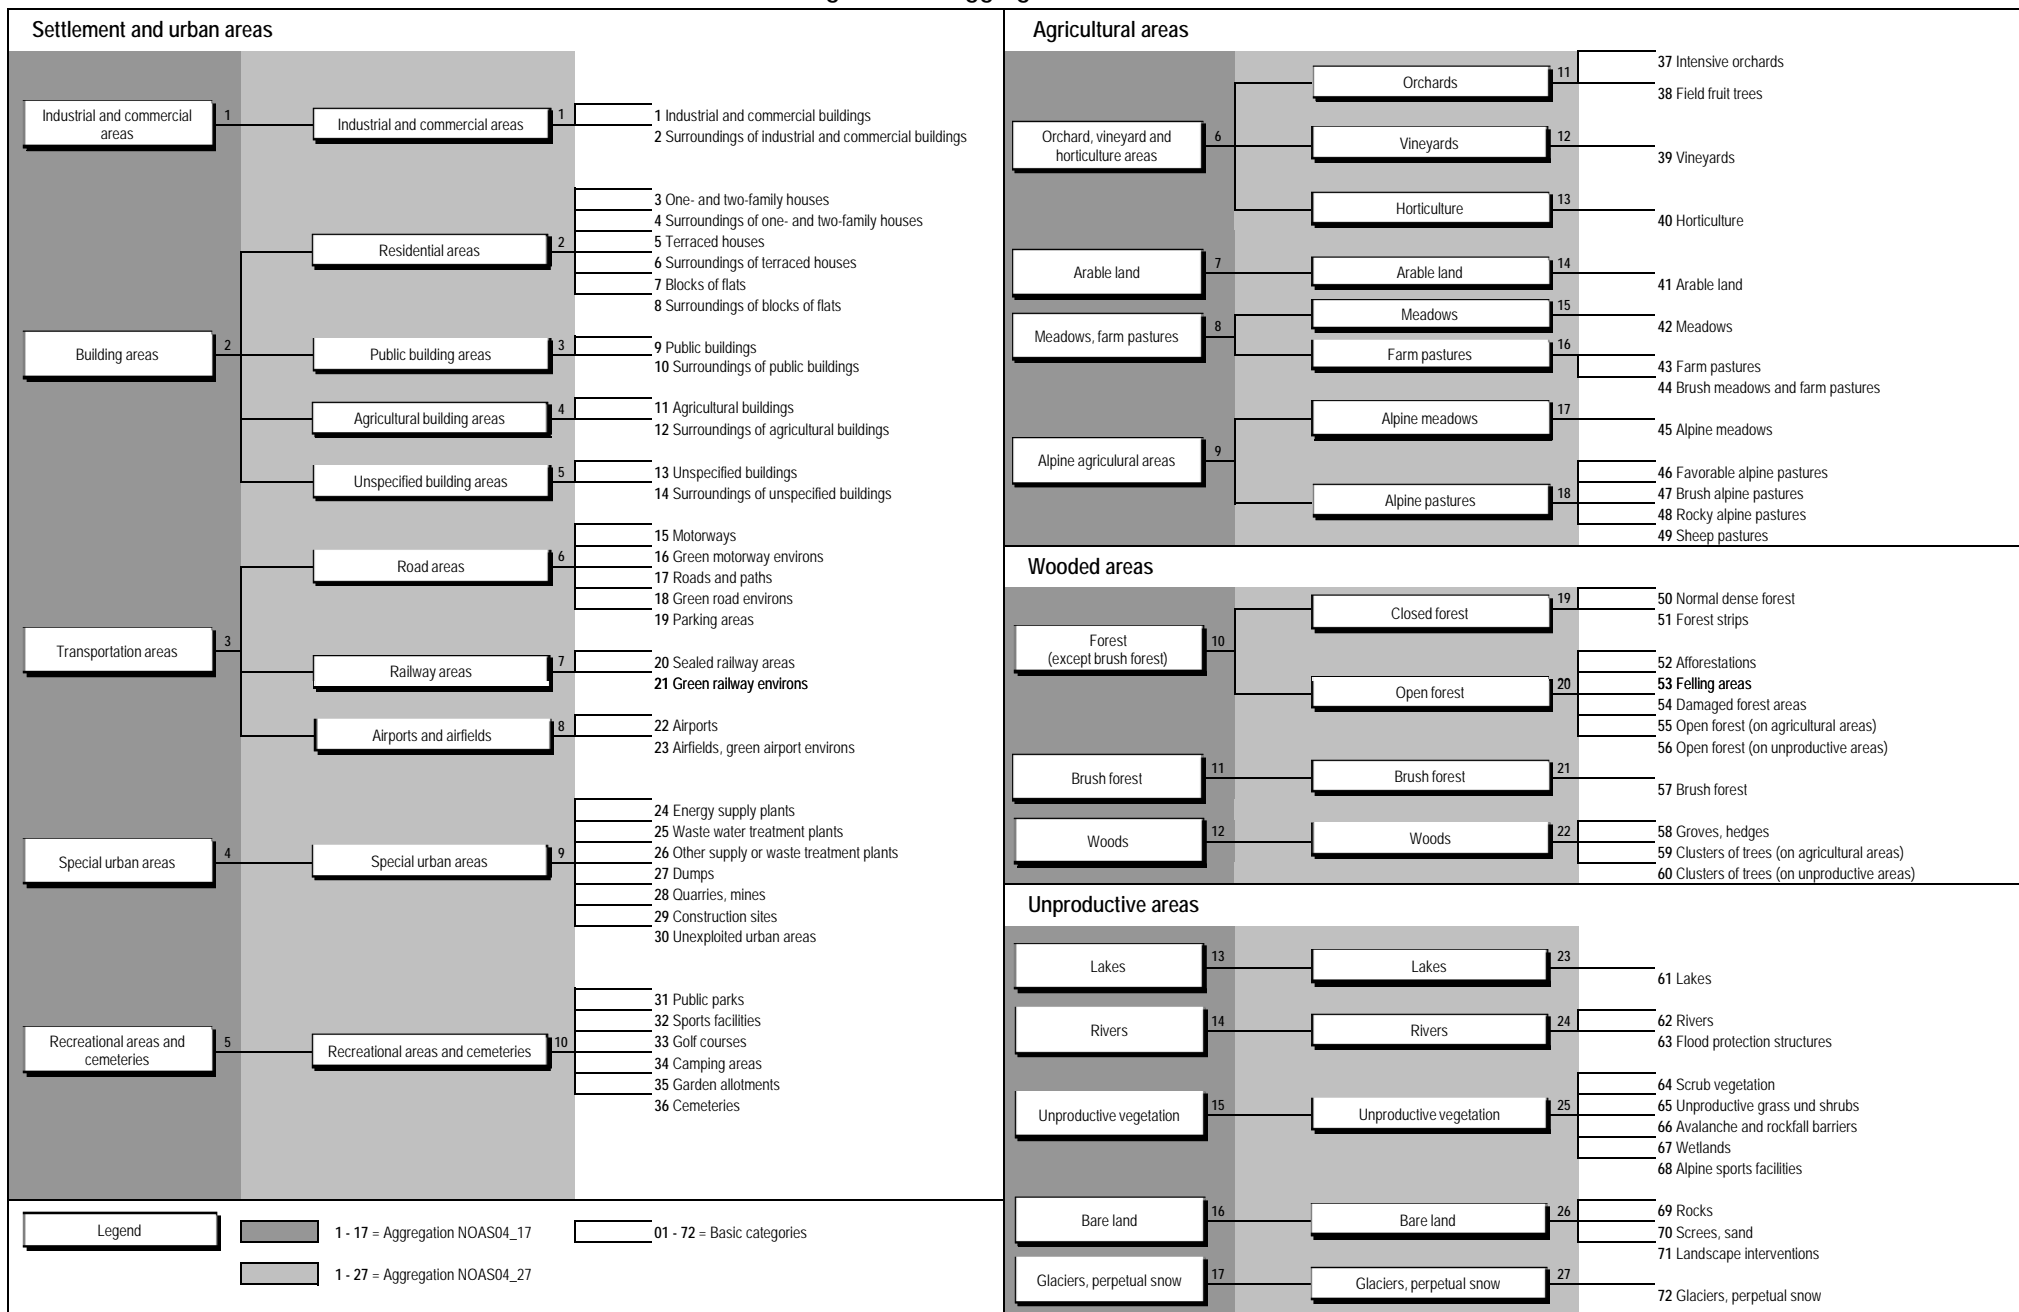 Settlement and urban areas
Industrial and commercial
areas
1
Industrial and commercial areas
1
1 Industrial and commercial buildings
2 Surroundings of industrial and commercial buildings
Building areas
2
Residential areas
2
3 One- and two-family houses
4 Surroundings of one- and two-family houses
5 Terraced houses
6 Surroundings of terraced houses
7 Blocks of flats
8 Surroundings of blocks of flats
Public building areas
3
9 Public buildings
10 Surroundings of public buildings
Agricultural building areas
4
11 Agricultural buildings
12 Surroundings of agricultural buildings
Unspecified building areas
5
13 Unspecified buildings
14 Surroundings of unspecified buildings
Transportation areas
3
Road areas
6
15 Motorways
16 Green motorway environs
17 Roads and paths
18 Green road environs
19 Parking areas
Railway areas
7
20 Sealed railway areas
21 Green railway environs
Airports and airfields
8
22 Airports
23 Airfields, green airport environs
Special urban areas
4
Special urban areas
9
24 Energy supply plants
25 Waste water treatment plants
26 Other supply or waste treatment plants
27 Dumps
28 Quarries, mines
29 Construction sites
30 Unexploited urban areas
Recreational areas and
cemeteries
5
Recreational areas and cemeteries
10
31 Public parks
32 Sports facilities
33 Golf courses
34 Camping areas
35 Garden allotments
36 Cemeteries
Legend
1 - 17 = Aggregation NOAS04_17
1 - 27 = Aggregation NOAS04_27
01 - 72 = Basic categories
Agricultural areas
Orchard, vineyard and
horticulture areas
6
Orchards
11
37 Intensive orchards
38 Field fruit trees
Vineyards
12
39 Vineyards
Horticulture
13
40 Horticulture
Arable land
7
Arable land
14
41 Arable land
Meadows, farm pastures
8
Meadows
15
42 Meadows
Farm pastures
16
43 Farm pastures
44 Brush meadows and farm pastures
Alpine agriculural areas
9
Alpine meadows
17
45 Alpine meadows
Alpine pastures
18
46 Favorable alpine pastures
47 Brush alpine pastures
48 Rocky alpine pastures
49 Sheep pastures
Wooded areas
Forest
(except brush forest)
10
Closed forest
19
50 Normal dense forest
51 Forest strips
Open forest
20
52 Afforestations
53 Felling areas
54 Damaged forest areas
55 Open forest (on agricultural areas)
56 Open forest (on unproductive areas)
Brush forest
11
Brush forest
21
57 Brush forest
Woods
12
Woods
22
58 Groves, hedges
59 Clusters of trees (on agricultural areas)
60 Clusters of trees (on unproductive areas)
Unproductive areas
Lakes
13
Lakes
23
61 Lakes
Rivers
14
Rivers
24
62 Rivers
63 Flood protection structures
Unproductive vegetation
15
Unproductive vegetation
25
64 Scrub vegetation
65 Unproductive grass und shrubs
66 Avalanche and rockfall barriers
67 Wetlands
68 Alpine sports facilities
Bare land
16
Bare land
26
69 Rocks
70 Screes, sand
71 Landscape interventions
Glaciers, perpetual snow
17
Glaciers, perpetual snow
27
72 Glaciers, perpetual snow